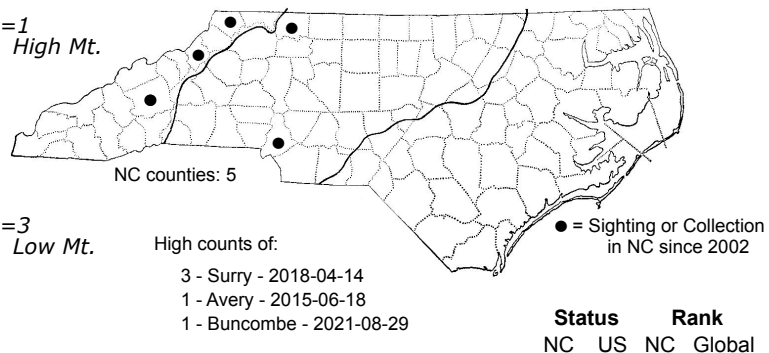 =1
High Mt.
NC counties: 5
=3
Low Mt.
High counts of:
3 - Surry - 2018-04-14
1 - Avery - 2015-06-18
1 - Buncombe - 2021-08-29
● = Sighting or Collection
in NC since 2002
Status Rank
NC US NC Global